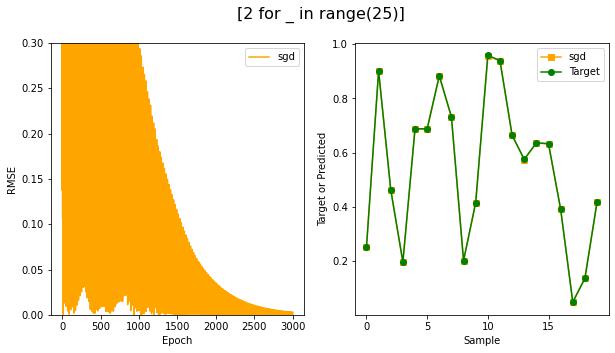 [2 for _ in range(25)]
0.30
0.25
0.20
0.15
0.10
0.05
0.00
RMSE
0 500 1000 1500 2000 2500 3000
Epoch
sgd
1.0
0.8
0.6
0.4
0.2
Target or Predicted
0 5 10 15
Sample
sgd
Target